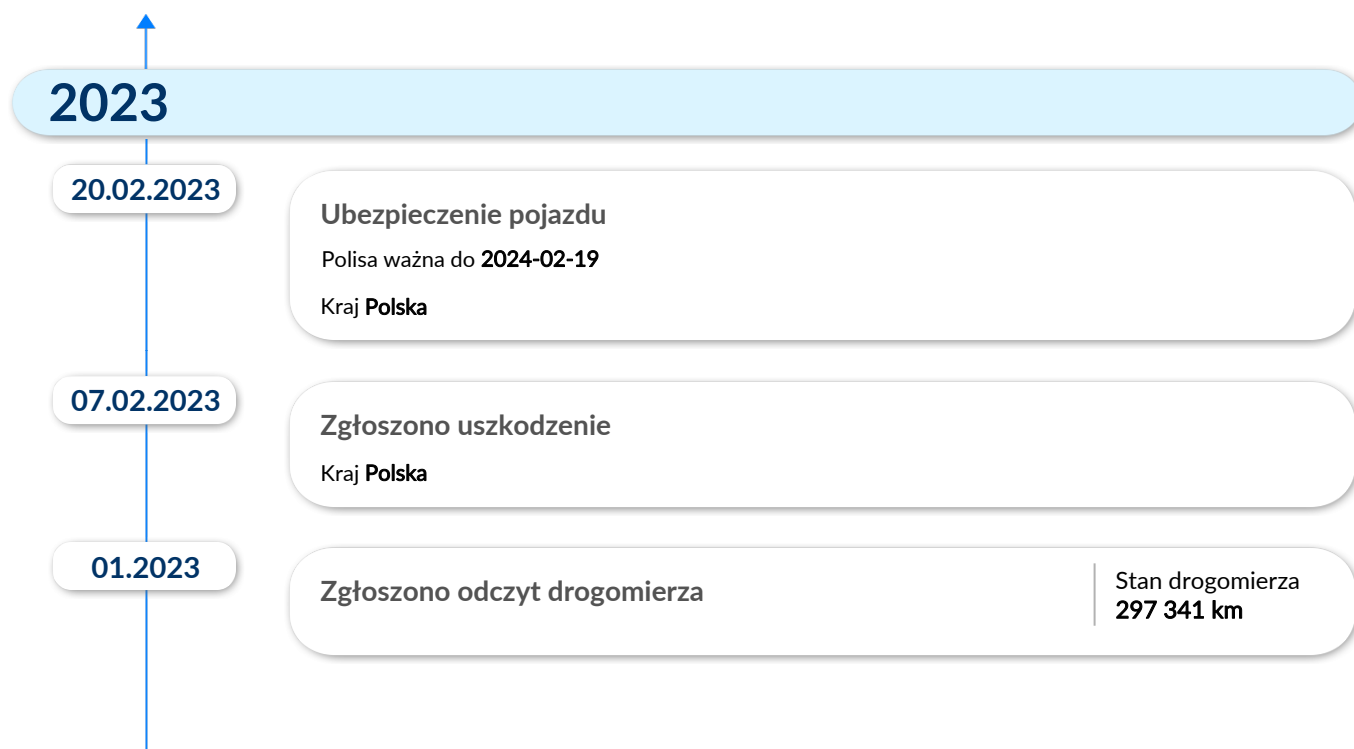 2023
20.02.2023
Ubezpieczenie pojazdu
Polisa ważna do 2024-02-19
Kraj Polska
07.02.2023
Zgłoszono uszkodzenie
Kraj Polska
01.2023
Zgłoszono odczyt drogomierza
Stan drogomierza
297 341 km